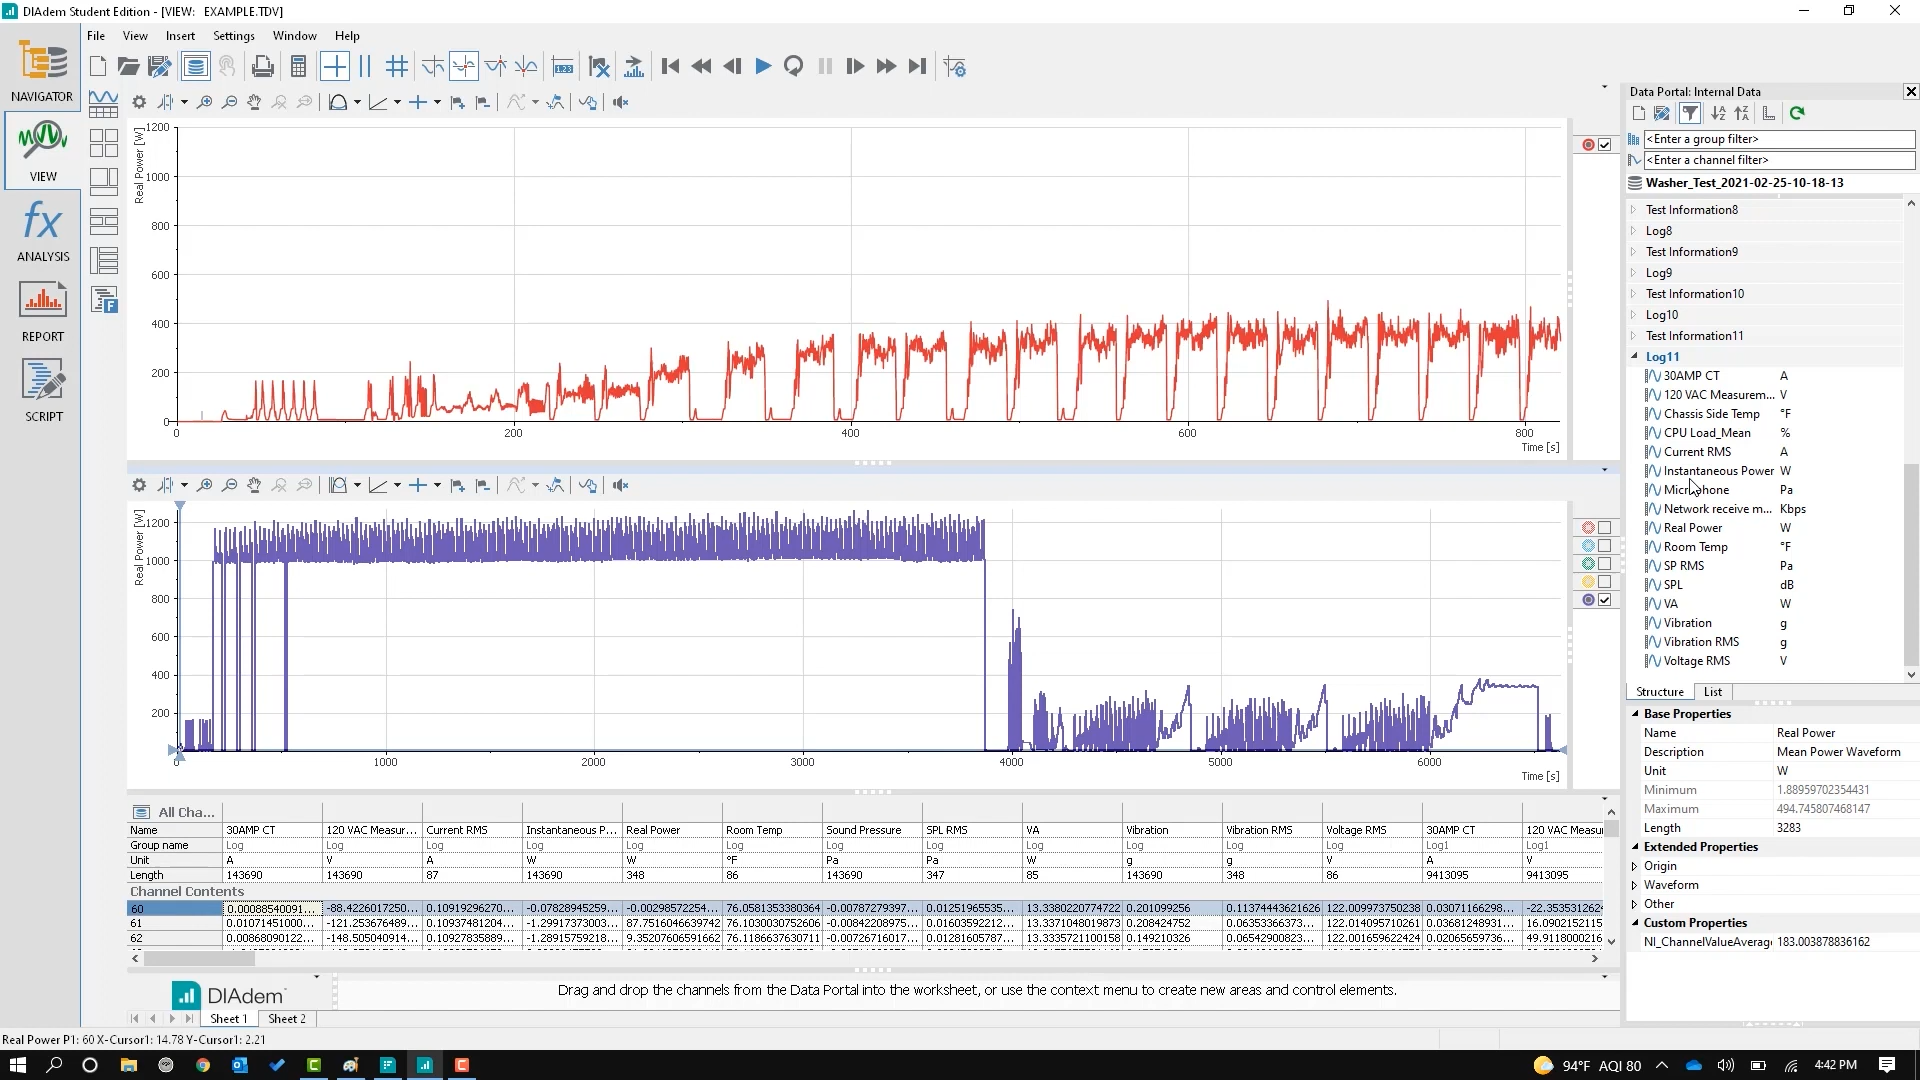 DIAdem Student Edition - [VIEW:   EXAMPLE.TDV]
File View Insert Settings Window Help
NAVIGATOR
VIEW
fx
ANALYSIS
REPORT
SCRIPT
1200
1000
800
600
400
200
0
Real Power [W]
0 200 400 600 800
Time [s]
1200
1000
800
600
400
200
Real Power [W]
0 1000 2000 3000 4000 5000 6000
Time [s]
All Cha...
Name 30AMP CT 120 VAC Measur... Current RMS Instantaneous P... Real Power Room Temp Sound Pressure SPL RMS VA Vibration Vibration RMS Voltage RMS 30AMP CT 120 VAC Measu
Group name Log Log Log Log Log Log Log Log Log Log Log Log Log1 Log1
Unit A V A W W °F Pa Pa W g g V A V
Length 143690 143690 87 143690 348 86 143690 347 85 143690 348 86 9413095 9413095
Channel Contents
60 0.00088540091... -88.4226017250... 0.10919296270... -0.07828945259... -0.00298572254... 76.0581353380364 -0.00787279397... 0.01251965535... 13.3380220774722 0.201099256 0.11374443621626 122.009973750238 0.03071166298... -22.3535312624
61 0.01071451000... -121.253676489... 0.10937481204... -1.29917373003... 87.7516046639742 76.1030030752606 -0.00842208975... 0.01603592212... 13.3371048019873 0.208424752 0.06353366373... 122.014095710261 0.03681248931... 16.0902152115
62 0.00868090122... -148.505040914... 0.10927835889... -1.28915759218... 9.35207606591662 76.1186637630711 -0.00726716017... 0.01281605787... 13.3335721100158 0.149210326 0.06542900823... 122.001659622424 0.02065659736... 49.9118000216
DIAdem
Drag and drop the channels from the Data Portal into the worksheet, or use the context menu to create new areas and control elements.
Sheet 1 Sheet 2
Real Power P1: 60 X-Cursor1: 14.78 Y-Cursor1: 2.21
Data Portal: Internal Data
<Enter a group filter>
<Enter a channel filter>
Washer_Test_2021-02-25-10-18-13
Test Information8
Log8
Test Information9
Log9
Test Information10
Log10
Test Information11
Log11
30AMP CT A
120 VAC Measurem... V
Chassis Side Temp °F
CPU Load_Mean %
Current RMS A
Instantaneous Power W
Microphone Pa
Network receive m... Kbps
Real Power W
Room Temp °F
SP RMS Pa
SPL dB
VA W
Vibration g
Vibration RMS g
Voltage RMS V
Structure List
Base Properties
Name Real Power
Description Mean Power Waveform
Unit W
Minimum 1.88959702354431
Maximum 494.745807468147
Length 3283
Extended Properties
Origin
Waveform
Other
Custom Properties
NI_ChannelValueAverage 183.003878836162
94°F AQI 80 4:42 PM